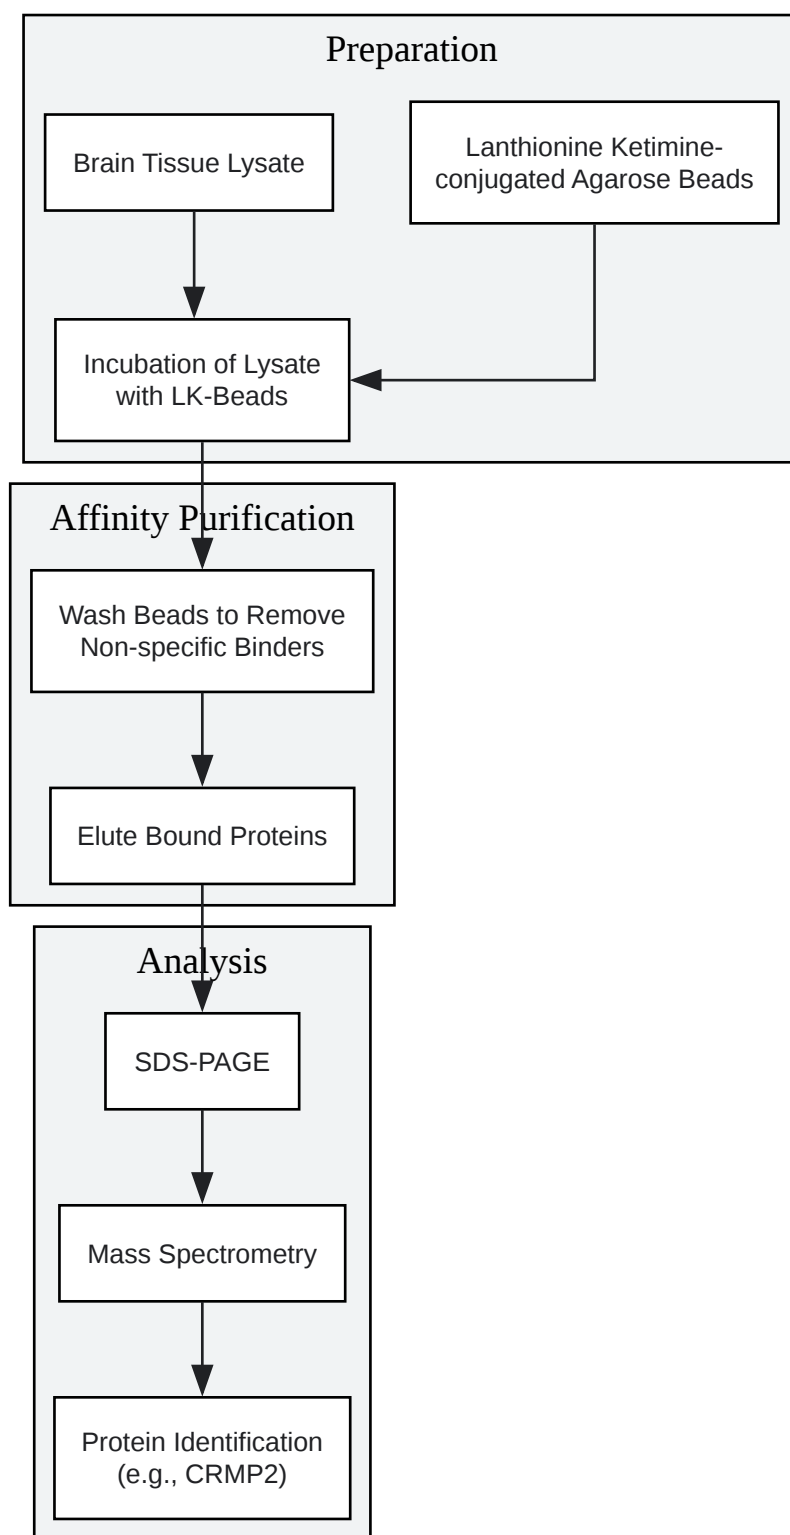 Preparation
Brain Tissue Lysate
Lanthionine Ketimine-
conjugated Agarose Beads
Incubation of Lysate
with LK-Beads
Affinity Purification
Wash Beads to Remove
Non-specific Binders
Elute Bound Proteins
Analysis
SDS-PAGE
Mass Spectrometry
Protein Identification
(e.g., CRMP2)